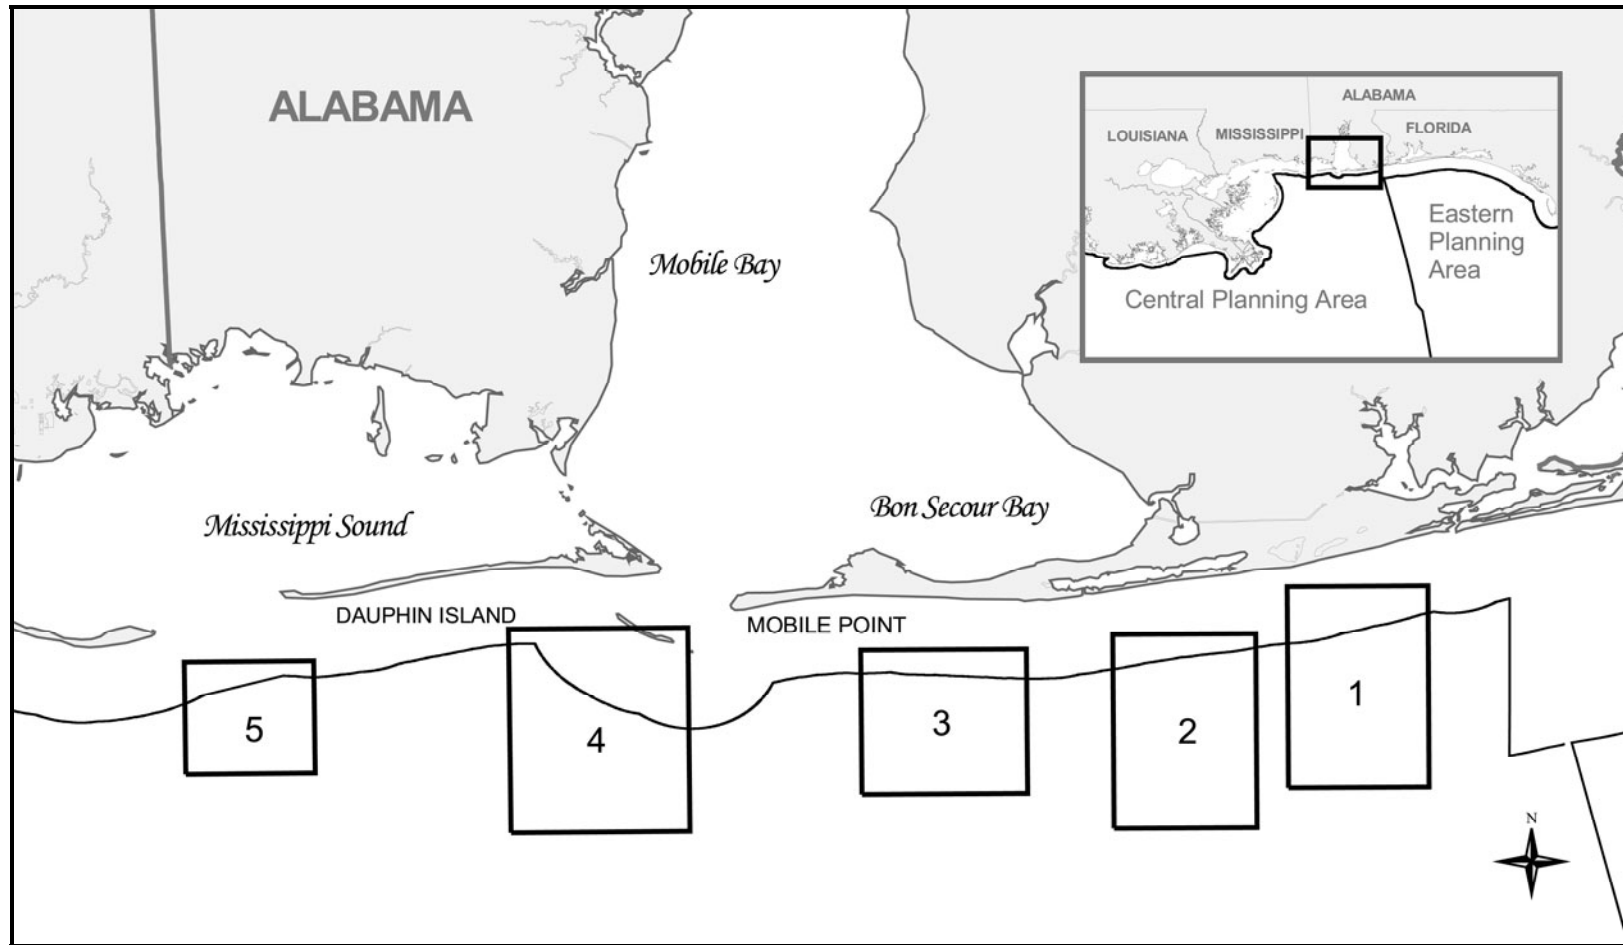 ALABAMA
ALABAMA
LOUISIANA
MISSISSIPPI
FLORIDA
Eastern
Planning
Area
Central Planning Area
Mobile Bay
Bon Secour Bay
Mississippi Sound
DAUPHIN ISLAND
MOBILE POINT
1
2
3
4
5
N